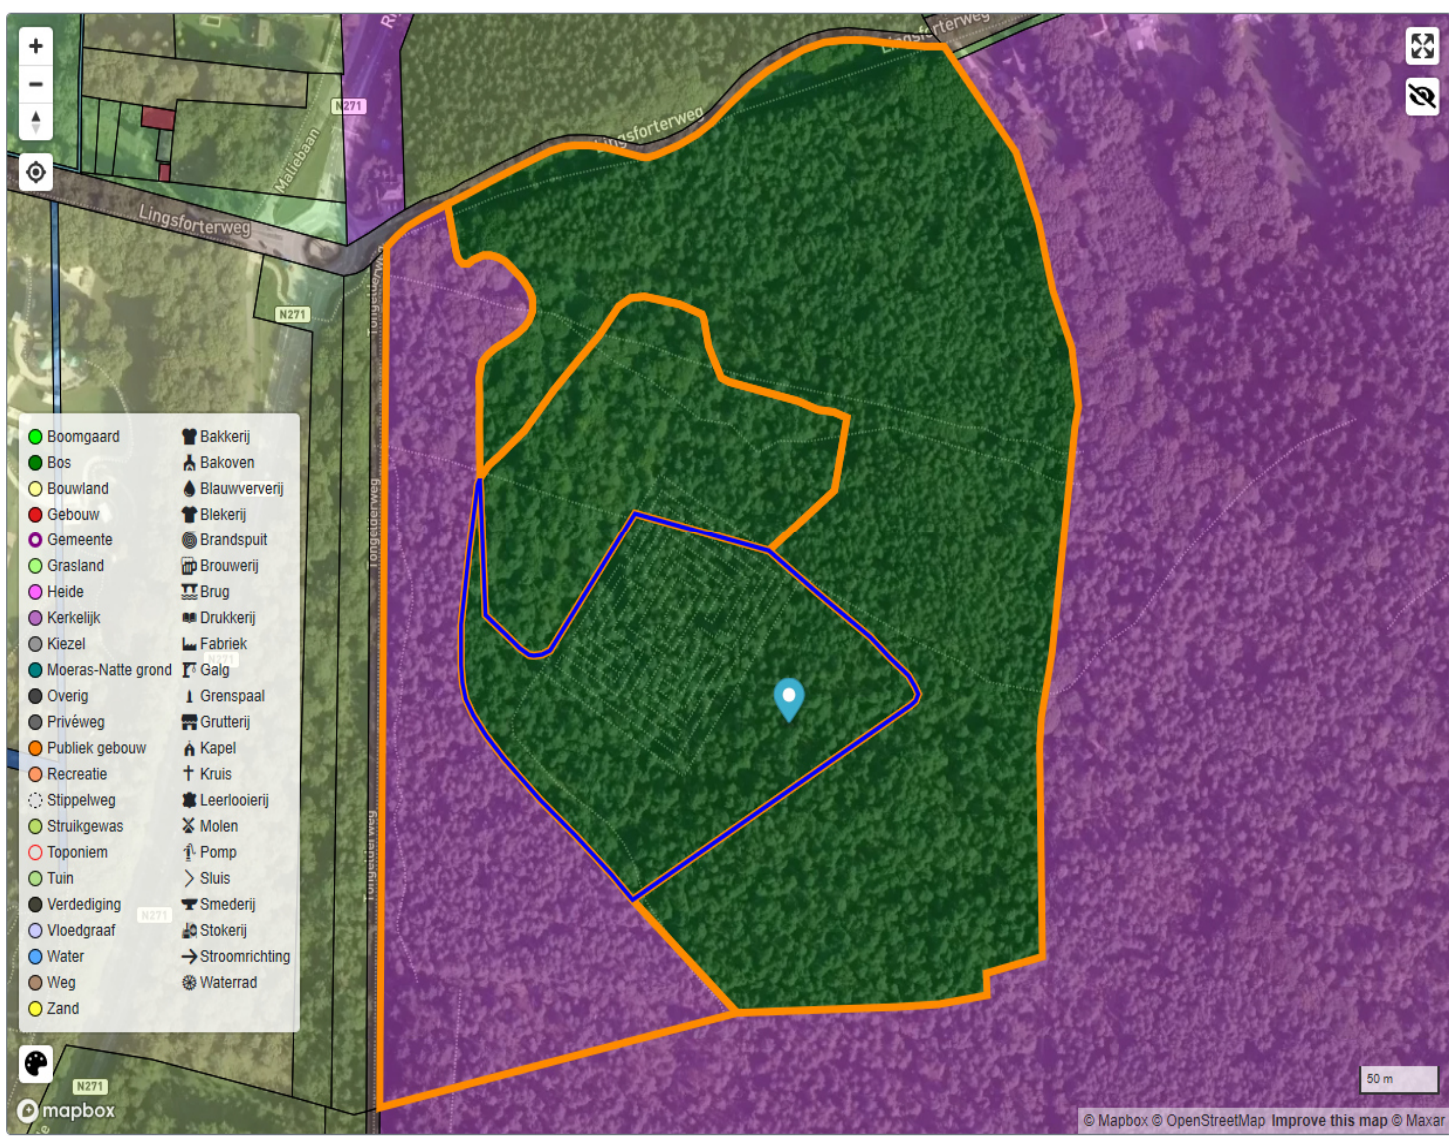 Lingsforterweg
N271
Lingsforterweg
Maliebaan
Lingsforterweg
Tongelderweg
N271
Boomgaard
Bos
Bouwland
Gebouw
Gemeente
Grasland
Heide
Kerkelijk
Kiezel
Moeras-Natte grond
Overig
Privéweg
Publiek gebouw
Recreatie
Stippelweg
Struikgewas
Toponiem
Tuin
Verdediging
Vloedgraaf
Water
Weg
Zand
Bakkerij
Bakoven
Blauwververij
Blekerij
Brandspuit
Brouwerij
Brug
Drukkerij
Fabriek
Galg
Grenspaal
Grutterij
Kapel
Kruis
Leerlooierij
Molen
Pomp
Sluis
Smederij
Stokerij
Stroomrichting
Waterrad
Tongelderweg
N271
Tongelderweg
N271
N271
mapbox
50 m
© Mapbox © OpenStreetMap Improve this map © Maxar